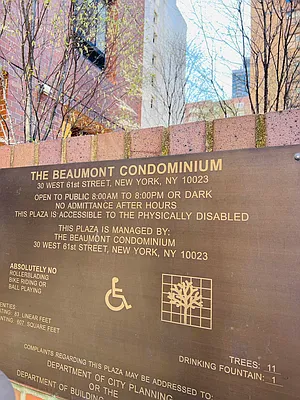 THE BEAUMONT CONDOMINIUM
30 WEST 61st STREET, NEW YORK, NY 10023
OPEN TO PUBLIC 8:00AM TO 8:00PM OR DARK
NO ADMITTANCE AFTER HOURS
THIS PLAZA IS ACCESSIBLE TO THE PHYSICALLY DISABLED
THIS PLAZA IS MANAGED BY:
THE BEAUMONT CONDOMINIUM
30 WEST 61st STREET, NEW YORK, NY 10023
ABSOLUTELY NO
ROLLERBLADING
BIKE RIDING OR
BALL PLAYING
LINEAR FEET
SQUARE FEET
TREES: 11
DRINKING FOUNTAIN: 1
COMPLAINTS REGARDING THIS PLAZA MAY BE ADDRESSED TO:
DEPARTMENT OF CITY PLANNING
OR THE
DEPARTMENT OF